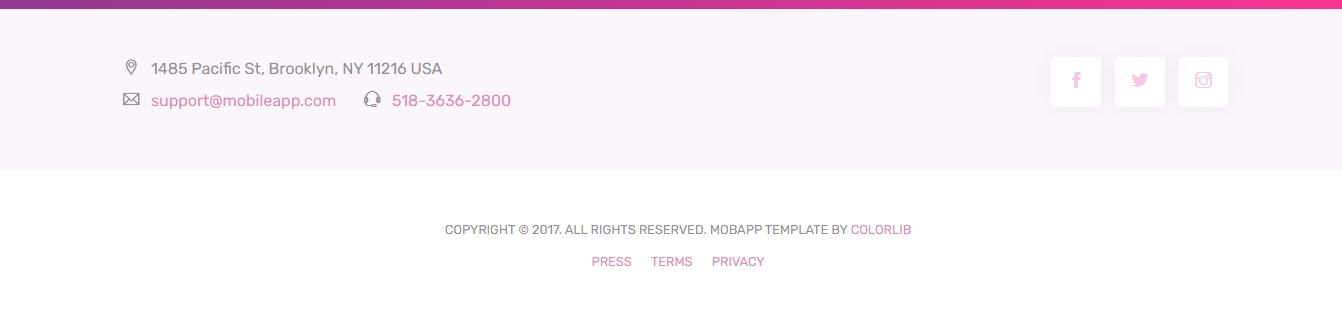 1485 Pacific St, Brooklyn, NY 11216 USA
support@mobileapp.com 518-3636-2800
COPYRIGHT © 2017. ALL RIGHTS RESERVED. MOBAPP TEMPLATE BY COLORLIB
PRESS TERMS PRIVACY